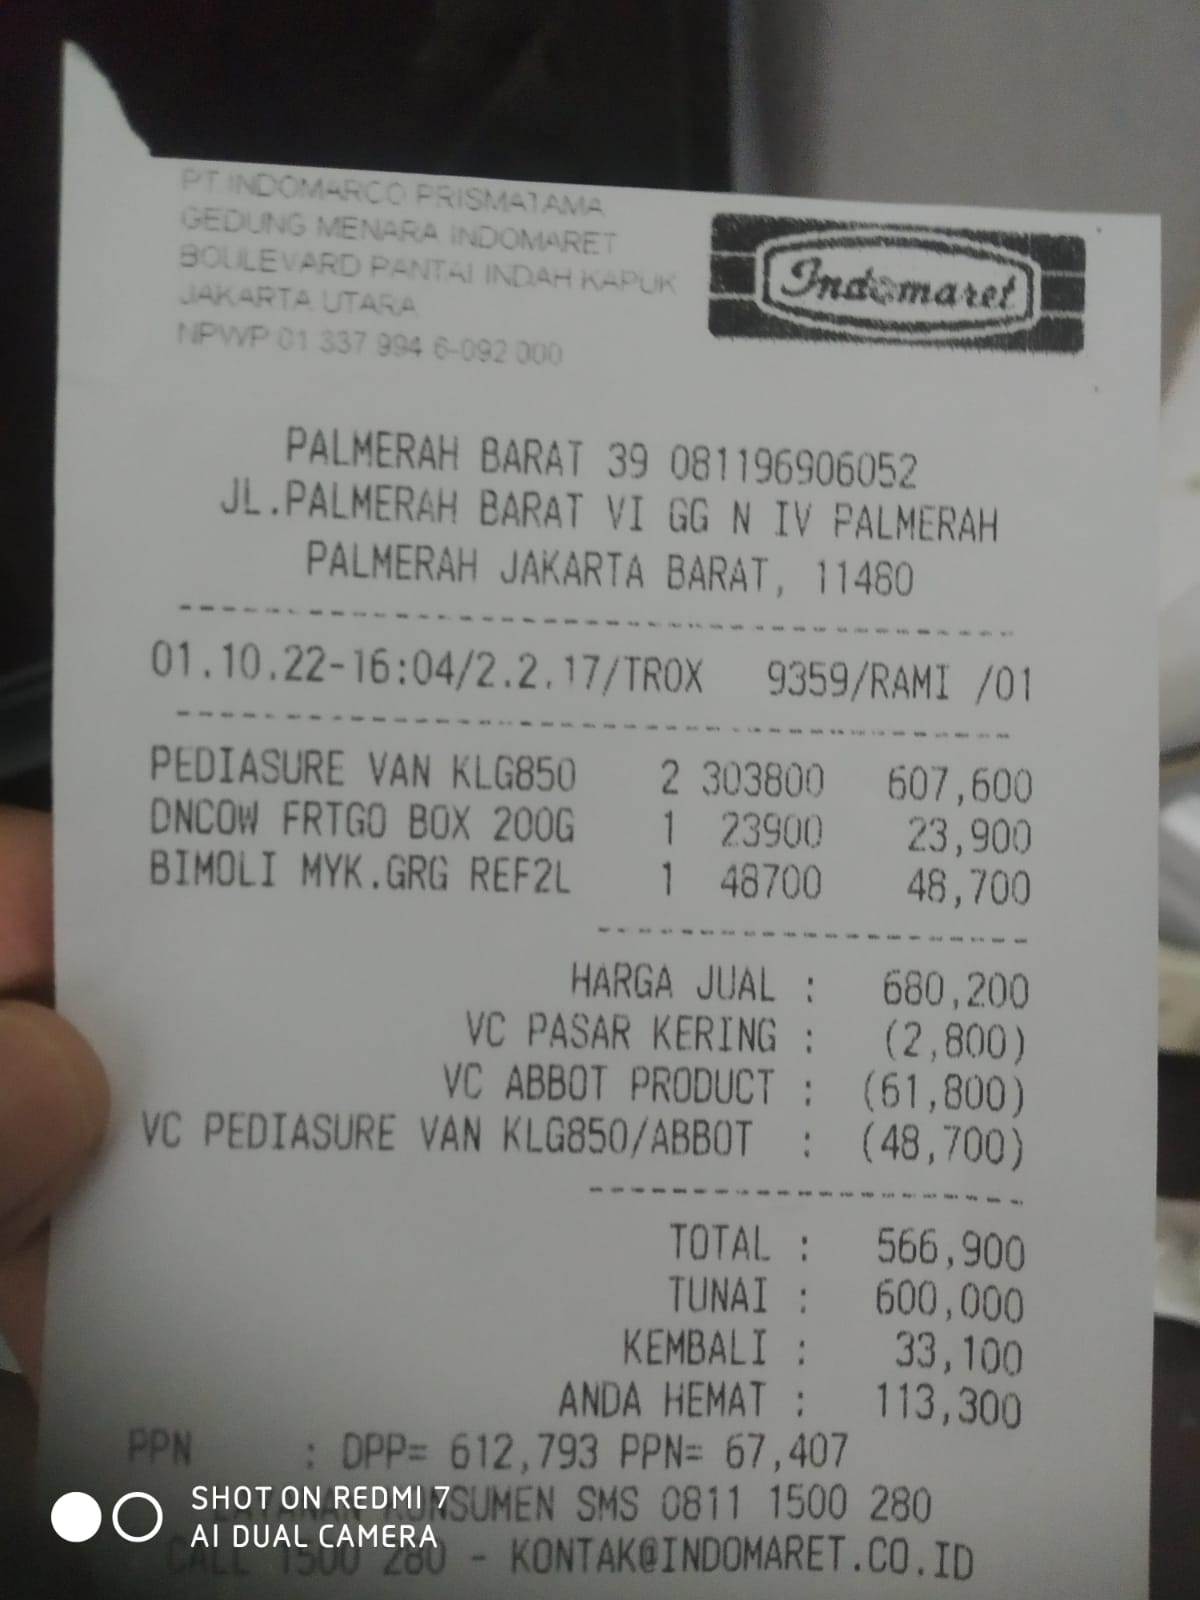 PT.INDOMARCO PRISMATAMA
GEDUNG MENARA INDOMARET
BOULEVARD PANTAI INDAH KAPUK
JAKARTA UTARA
NPWP 01 337 994 6-092 000
Indomaret
PALMERAH BARAT 39 081196906052
JL.PALMERAH BARAT VI GG N IV PALMERAH
PALMERAH JAKARTA BARAT, 11480
01.10.22-16:04/2.2.17/TROX 9359/RAMI /01
PEDIASURE VAN KLG850 2 303800 607,600
DNCOW FRTGO BOX 200G 1 23900 23,900
BIMOLI MYK.GRG REF2L 1 48700 48,700
HARGA JUAL : 680,200
VC PASAR KERING : (2,800)
VC ABBOT PRODUCT : (61,800)
VC PEDIASURE VAN KLG850/ABBOT : (48,700)
TOTAL : 566,900
TUNAI : 600,000
KEMBALI : 33,100
ANDA HEMAT : 113,300
PPN : DPP= 612,793 PPN= 67,407
LAYANAN KONSUMEN SMS 0811 1500 280
CALL 1500 280 - KONTAK@INDOMARET.CO.ID
SHOT ON REDMI 7
AI DUAL CAMERA